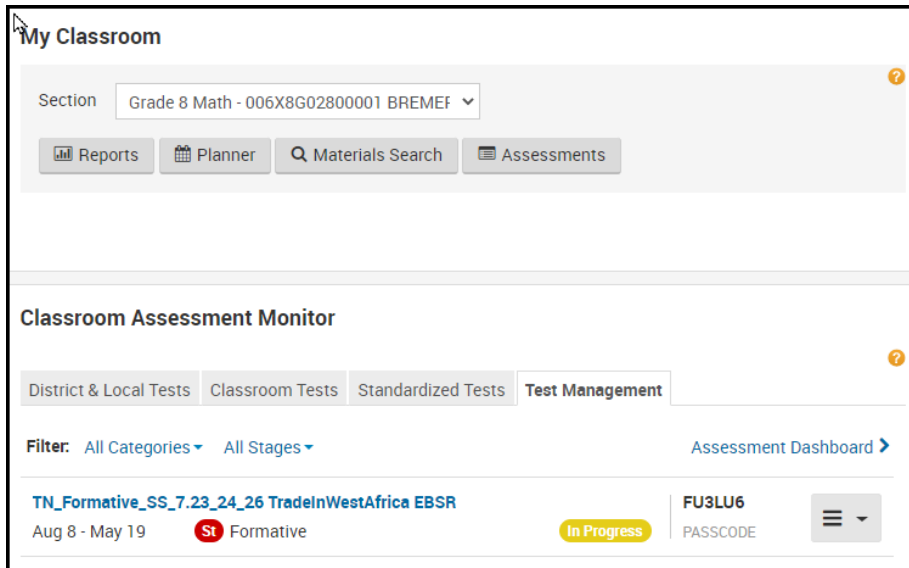 My Classroom
Section Grade 8 Math - 006X8G02800001 BREMER
Reports Planner Materials Search Assessments
Classroom Assessment Monitor
District & Local Tests Classroom Tests Standardized Tests Test Management
Filter: All Categories All Stages Assessment Dashboard
TN_Formative_SS_7.23_24_26 TradeInWestAfrica EBSR FU3LU6
Aug 8 - May 19 St Formative In Progress PASSCODE